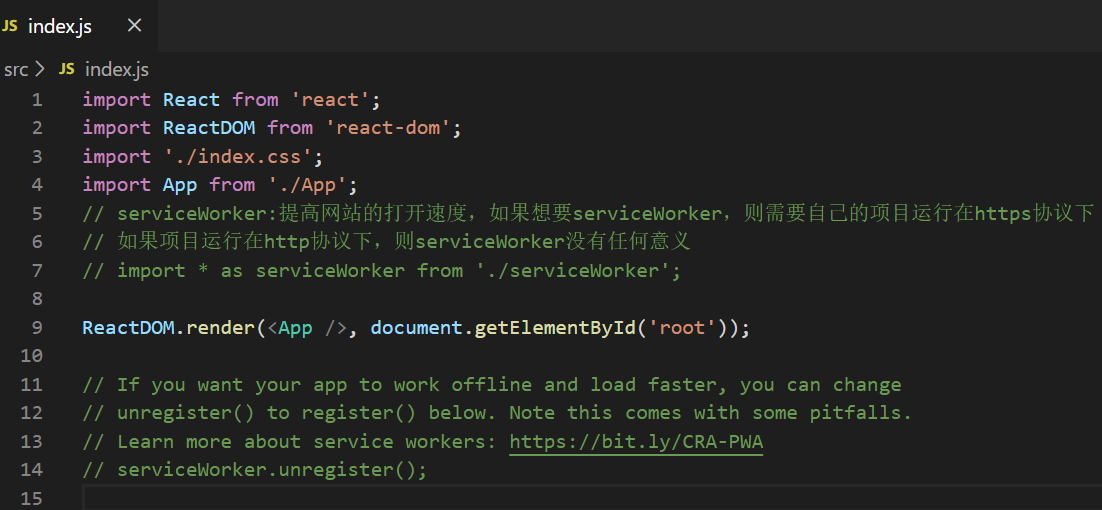 JS index.js ×
src > JS index.js
1 import React from 'react';
2 import ReactDOM from 'react-dom';
3 import './index.css';
4 import App from './App';
5 // serviceWorker:提高网站的打开速度，如果想要serviceWorker，则需要自己的项目运行在https协议下
6 // 如果项目运行在http协议下，则serviceWorker没有任何意义
7 // import * as serviceWorker from './serviceWorker';
8
9 ReactDOM.render(<App />, document.getElementById('root'));
10
11 // If you want your app to work offline and load faster, you can change
12 // unregister() to register() below. Note this comes with some pitfalls.
13 // Learn more about service workers: https://bit.ly/CRA-PWA
14 // serviceWorker.unregister();
15